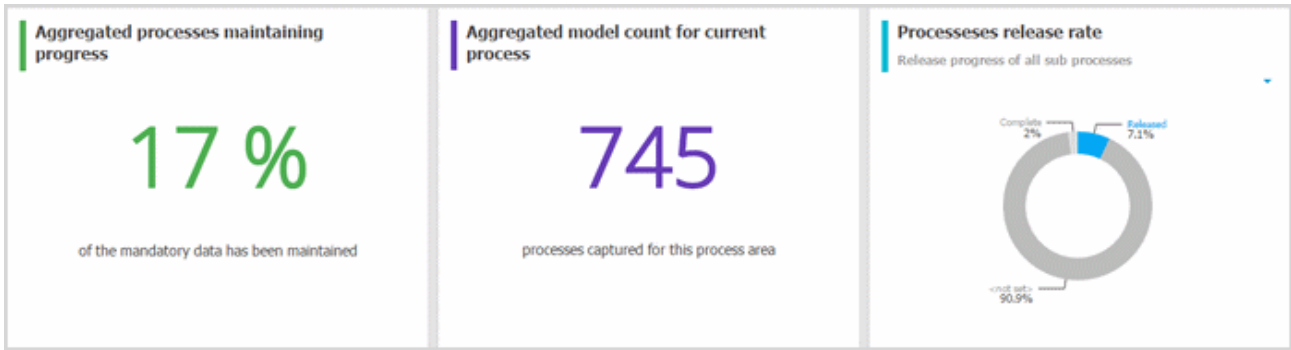 Aggregated processes maintaining
progress
17 %
of the mandatory data has been maintained
Aggregated model count for current
process
745
processes captured for this process area
Processeses release rate
Release progress of all sub processes
Complete
2%
Released
7.1%
<not set>
90.9%